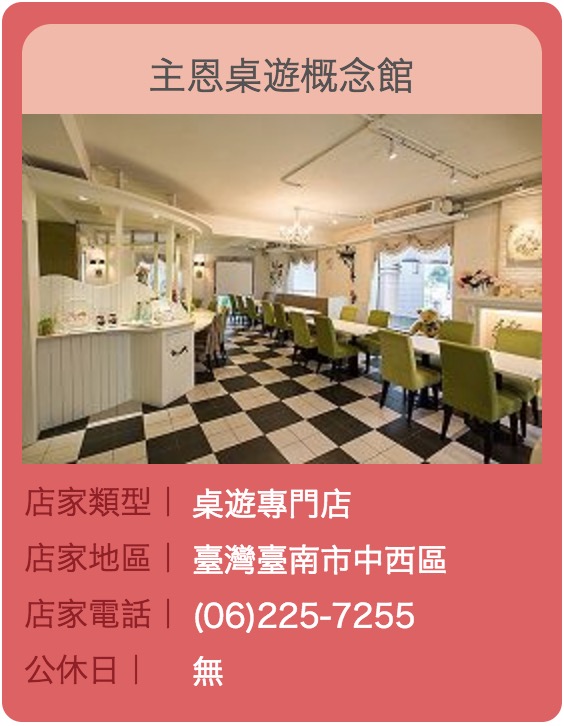 主恩桌遊概念館
店家類型｜ 桌遊專門店
店家地區｜ 臺灣臺南市中西區
店家電話｜ (06)225-7255
公休日｜ 無